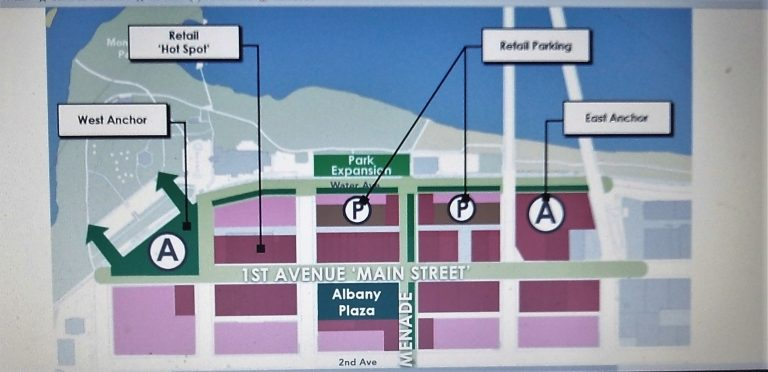 Retail
'Hot Spot'
Retail Parking
West Anchor
East Anchor
Park
Expansion
Water Ave
P
P
A
A
1ST AVENUE 'MAIN STREET'
Albany
Plaza
MENADE
2nd Ave